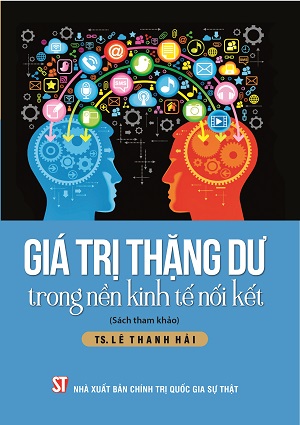 GIÁ TRỊ THẶNG DƯ
trong nền kinh tế nối kết
(Sách tham khảo)
TS. LÊ THANH HẢI
ST NHÀ XUẤT BẢN CHÍNH TRỊ QUỐC GIA SỰ THẬT